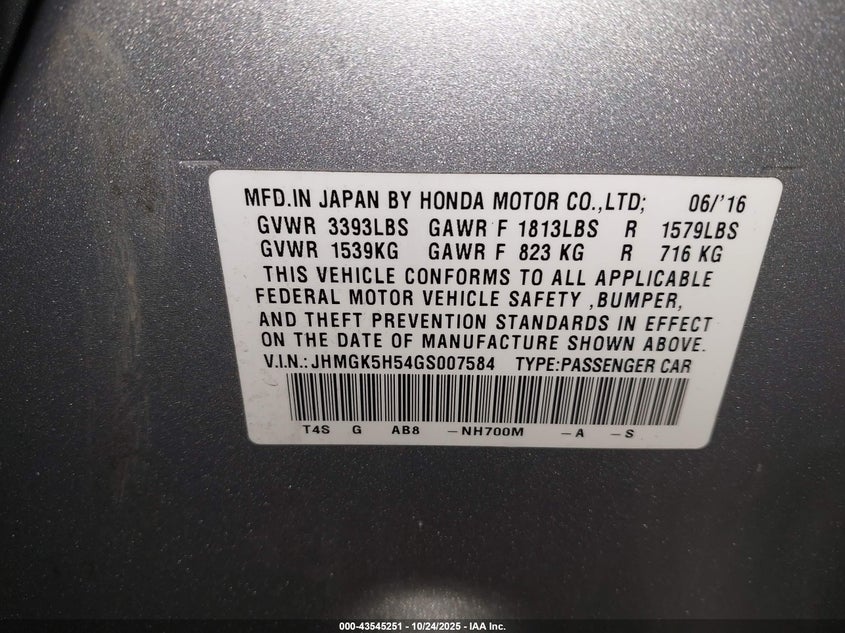 MFD.IN JAPAN BY HONDA MOTOR CO.,LTD; 06/'16
GVWR 3393LBS GAWR F 1813LBS R 1579LBS
GVWR 1539KG GAWR F 823 KG R 716 KG
THIS VEHICLE CONFORMS TO ALL APPLICABLE
FEDERAL MOTOR VEHICLE SAFETY ,BUMPER,
AND THEFT PREVENTION STANDARDS IN EFFECT
ON THE DATE OF MANUFACTURE SHOWN ABOVE.
V.I.N.:JHMGK5H54GS007584 TYPE:PASSENGER CAR
T4S G AB8 -NH700M -A -S
000-43545251 | 10/24/2025 - IAA Inc.